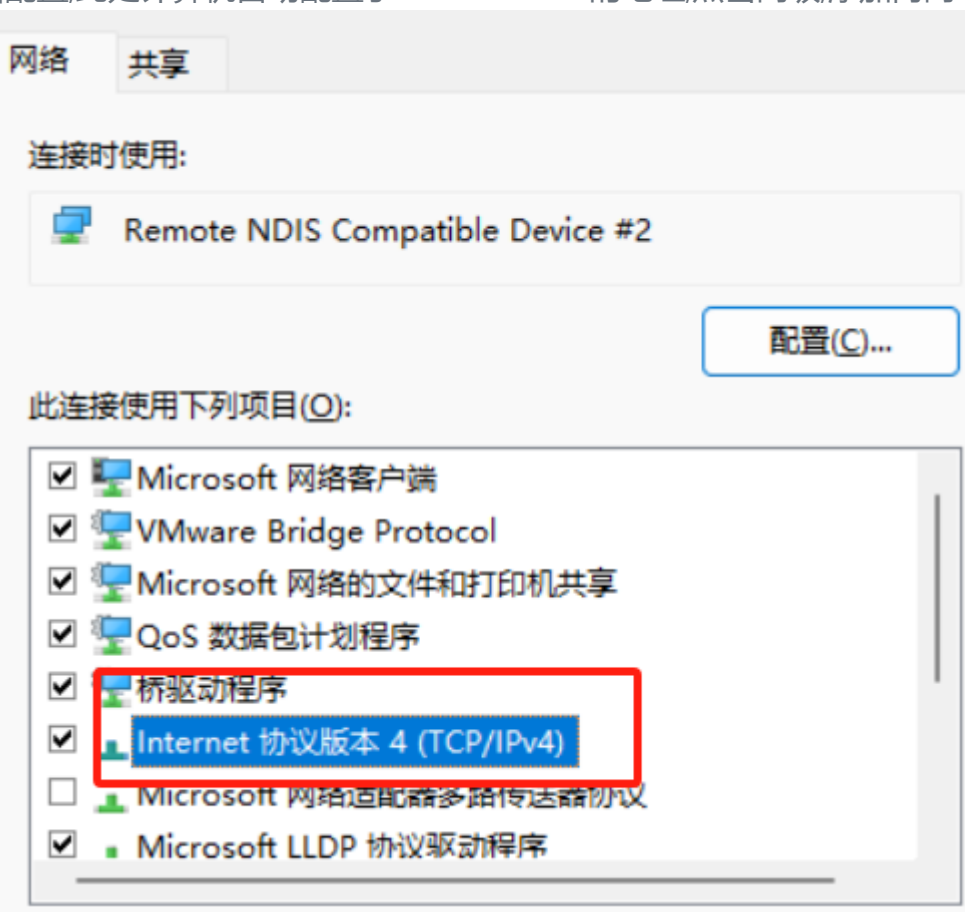 网络
共享
连接时使用:
Remote NDIS Compatible Device #2
配置(C)...
此连接使用下列项目(O):
Microsoft 网络客户端
VMware Bridge Protocol
Microsoft 网络的文件和打印机共享
QoS 数据包计划程序
桥驱动程序
Internet 协议版本 4 (TCP/IPv4)
Microsoft 网络适配器多路传送器协议
Microsoft LLDP 协议驱动程序